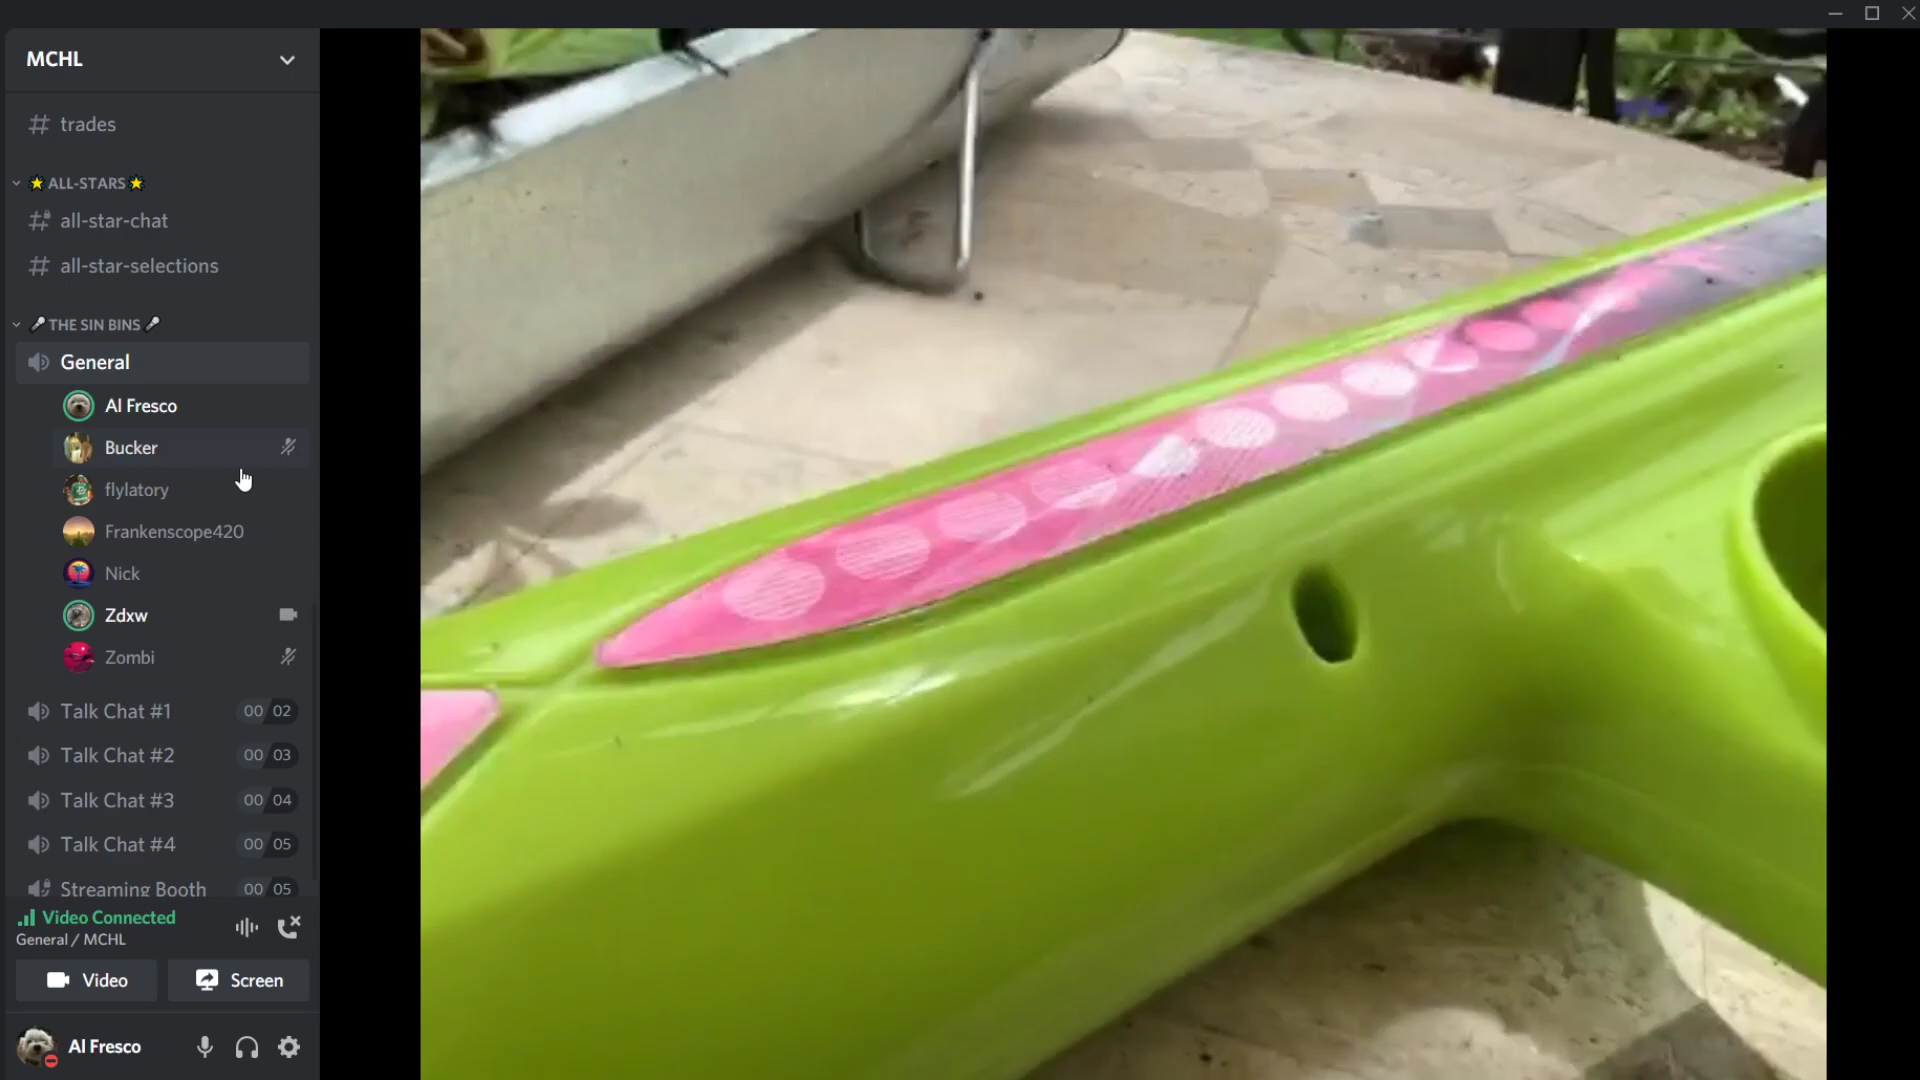 MCHL
trades
ALL-STARS
all-star-chat
all-star-selections
THE SIN BINS
General
Al Fresco
Bucker
flylatory
Frankenscope420
Nick
Zdxw
Zombi
Talk Chat #1 00 02
Talk Chat #2 00 03
Talk Chat #3 00 04
Talk Chat #4 00 05
Streaming Booth 00 05
Video Connected
General / MCHL
Video Screen
Al Fresco